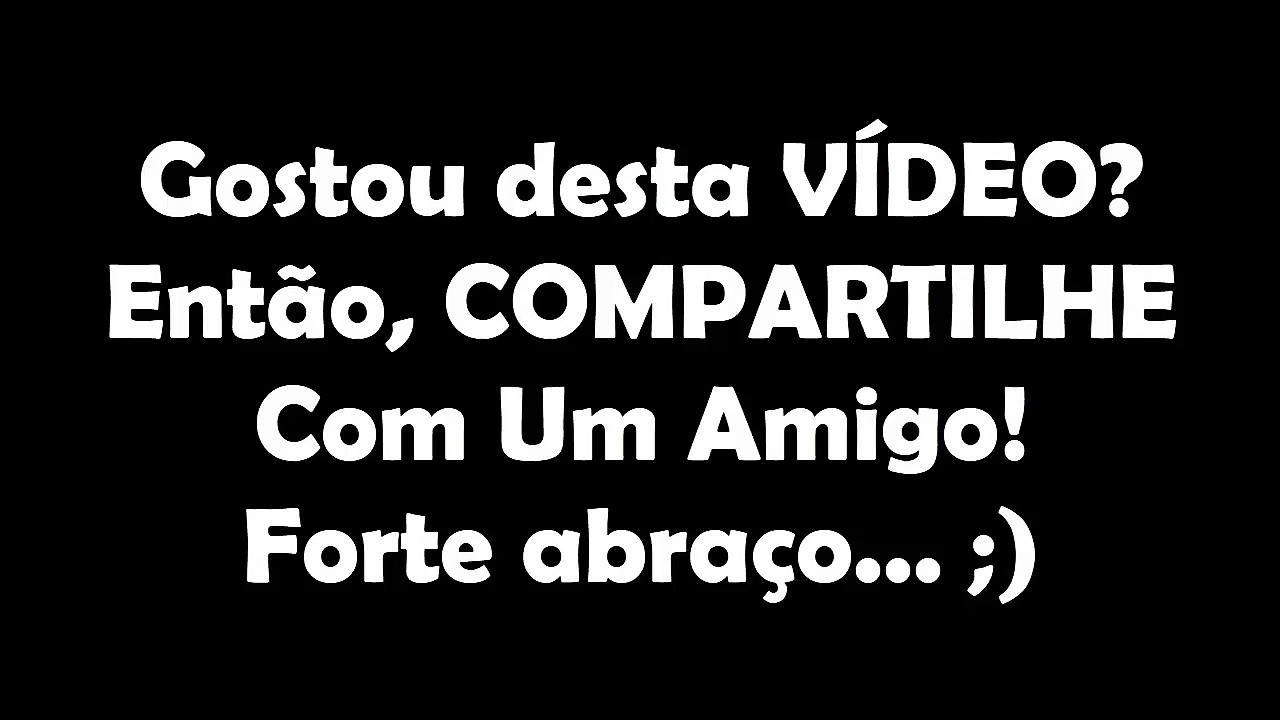 Gostou desta VÍDEO?
Então, COMPARTILHE
Com Um Amigo!
Forte abraço... ;)